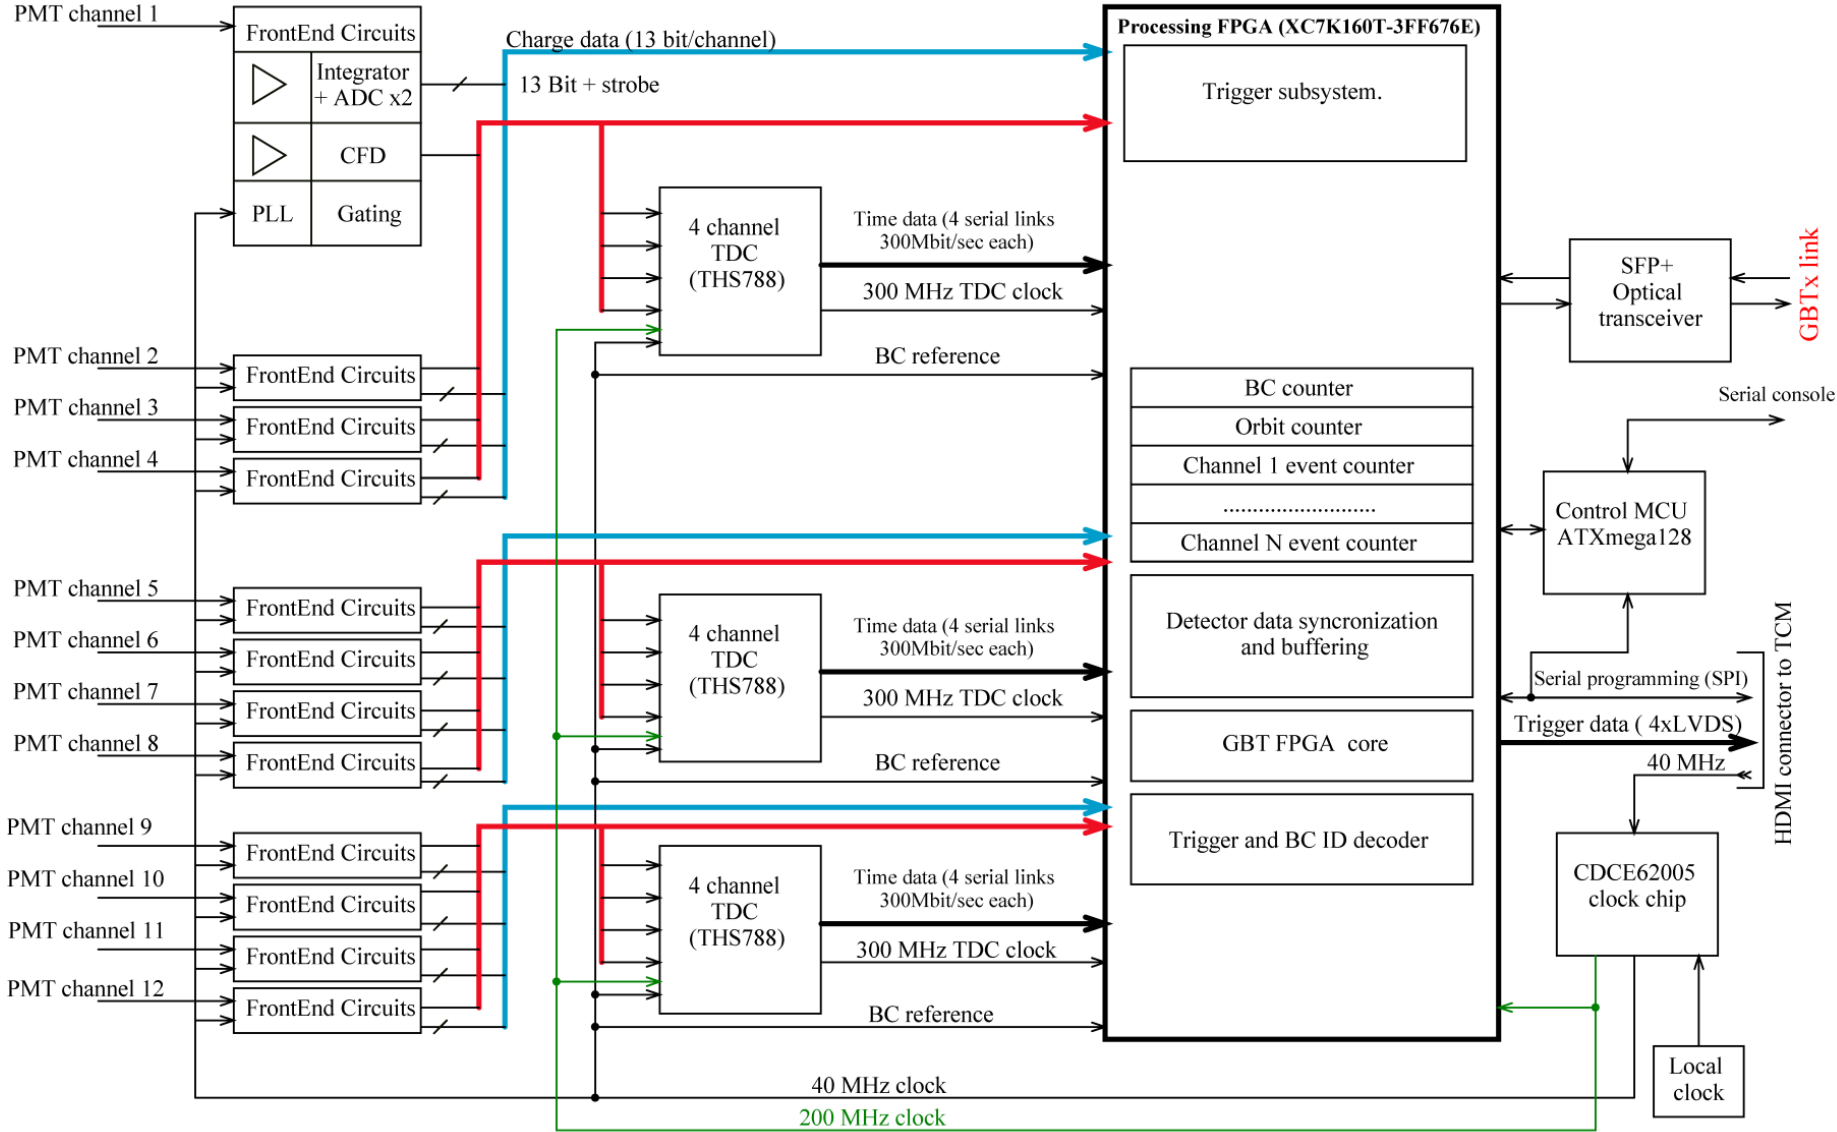 PMT channel 1
FrontEnd Circuits
Integrator
+ ADC x2
CFD
PLL
Gating
Charge data (13 bit/channel)
13 Bit + strobe
Processing FPGA (XC7K160T-3FF676E)
Trigger subsystem.
4 channel
TDC
(THS788)
Time data (4 serial links
300Mbit/sec each)
300 MHz TDC clock
BC reference
PMT channel 2
FrontEnd Circuits
PMT channel 3
FrontEnd Circuits
PMT channel 4
FrontEnd Circuits
BC counter
Orbit counter
Channel 1 event counter
..........................
Channel N event counter
SFP+
Optical
transceiver
GBTx link
Serial console
Control MCU
ATXmega128
PMT channel 5
FrontEnd Circuits
PMT channel 6
FrontEnd Circuits
PMT channel 7
FrontEnd Circuits
PMT channel 8
FrontEnd Circuits
4 channel
TDC
(THS788)
Time data (4 serial links
300Mbit/sec each)
300 MHz TDC clock
BC reference
Detector data syncronization
and buffering
GBT FPGA core
Trigger and BC ID decoder
Serial programming (SPI)
Trigger data ( 4xLVDS)
40 MHz
HDMI connector to TCM
PMT channel 9
FrontEnd Circuits
PMT channel 10
FrontEnd Circuits
PMT channel 11
FrontEnd Circuits
PMT channel 12
FrontEnd Circuits
4 channel
TDC
(THS788)
Time data (4 serial links
300Mbit/sec each)
300 MHz TDC clock
BC reference
CDCE62005
clock chip
Local
clock
40 MHz clock
200 MHz clock